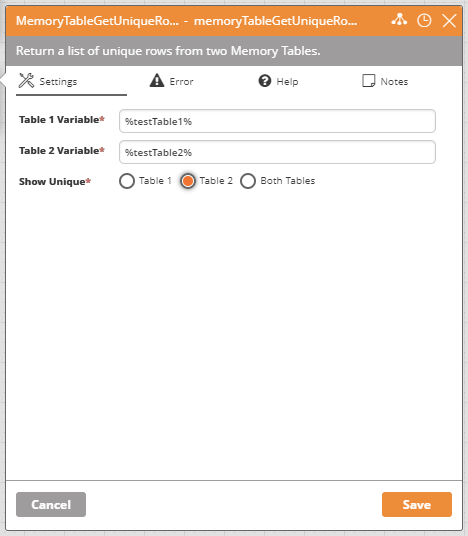 MemoryTableGetUniqueRo... - memoryTableGetUniqueRo...
Return a list of unique rows from two Memory Tables.
Settings Error Help Notes
Table 1 Variable* %testTable1%
Table 2 Variable* %testTable2%
Show Unique* Table 1 Table 2 Both Tables
Cancel Save